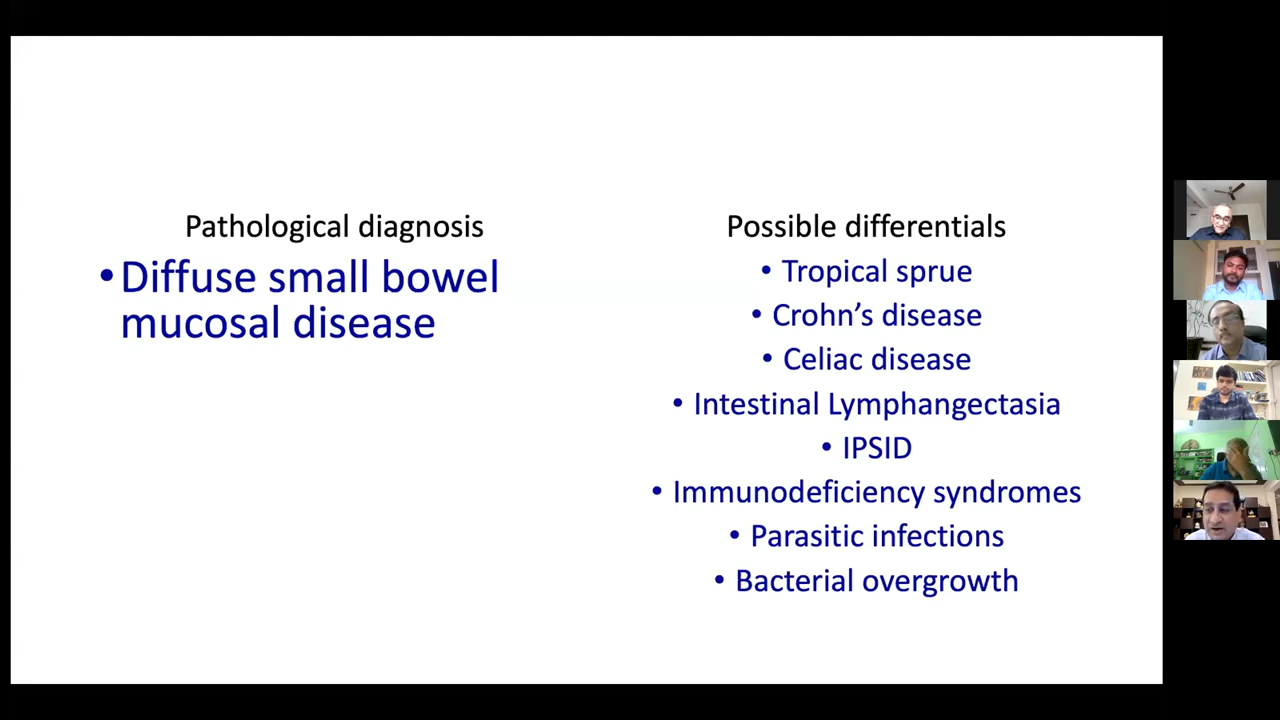 Pathological diagnosis
•Diffuse small bowel
mucosal disease
Possible differentials
• Tropical sprue
• Crohn’s disease
• Celiac disease
• Intestinal Lymphangectasia
• IPSID
• Immunodeficiency syndromes
• Parasitic infections
• Bacterial overgrowth